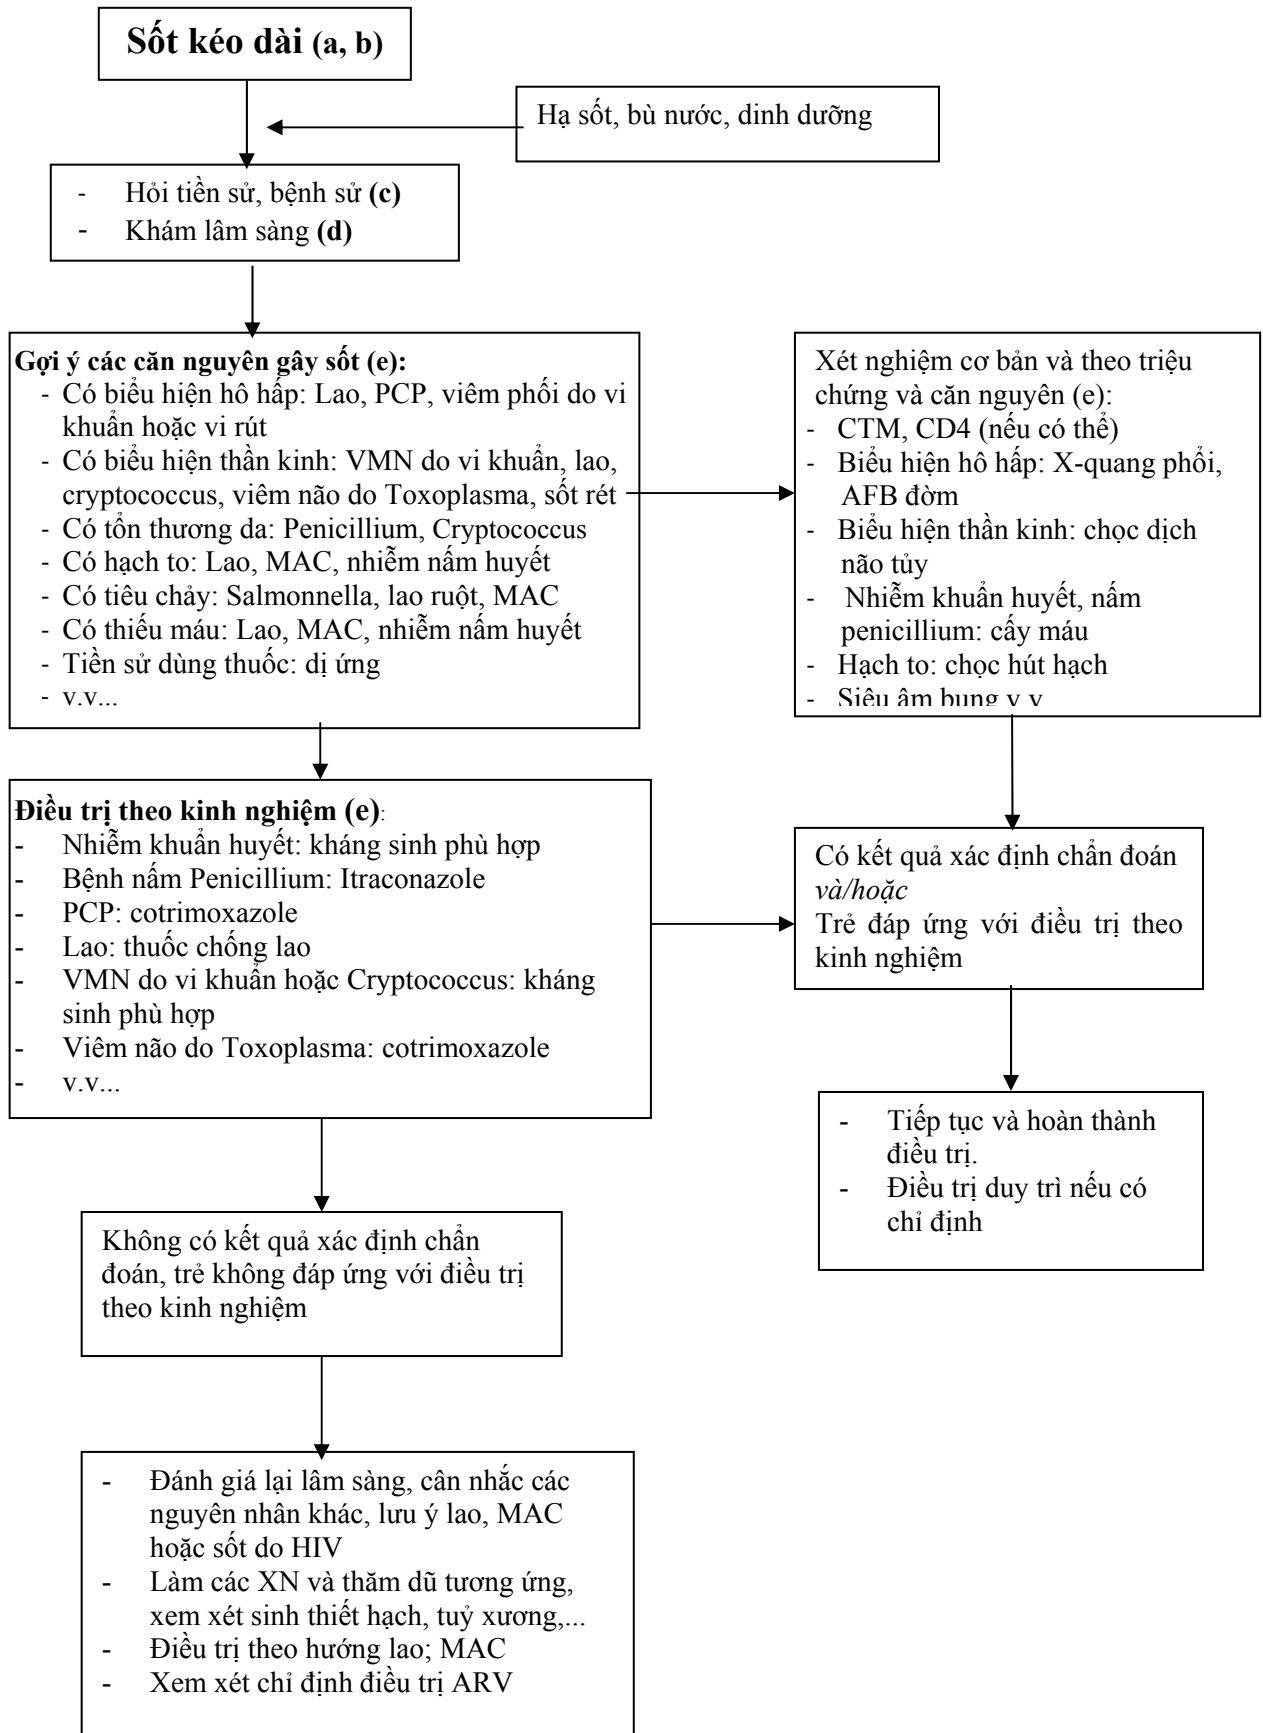 Sốt kéo dài (a, b)
Hạ sốt, bù nước, dinh dưỡng
- Hỏi tiền sử, bệnh sử (c)
- Khám lâm sàng (d)
Gợi ý các căn nguyên gây sốt (e):
- Có biểu hiện hô hấp: Lao, PCP, viêm phổi do vi
khuẩn hoặc vi rút
- Có biểu hiện thần kinh: VMN do vi khuẩn, lao,
cryptococcus, viêm não do Toxoplasma, sốt rét
- Có tổn thương da: Penicillium, Cryptococcus
- Có hạch to: Lao, MAC, nhiễm nấm huyết
- Có tiêu chảy: Salmonnella, lao ruột, MAC
- Có thiếu máu: Lao, MAC, nhiễm nấm huyết
- Tiền sử dùng thuốc: dị ứng
- v.v...
Xét nghiệm cơ bản và theo triệu
chứng và căn nguyên (e):
- CTM, CD4 (nếu có thể)
- Biểu hiện hô hấp: X-quang phổi,
AFB đờm
- Biểu hiện thần kinh: chọc dịch
não tủy
- Nhiễm khuẩn huyết, nấm
penicillium: cấy máu
- Hạch to: chọc hút hạch
- Siêu âm bụng v.v
Điều trị theo kinh nghiệm (e):
- Nhiễm khuẩn huyết: kháng sinh phù hợp
- Bệnh nấm Penicillium: Itraconazole
- PCP: cotrimoxazole
- Lao: thuốc chống lao
- VMN do vi khuẩn hoặc Cryptococcus: kháng
sinh phù hợp
- Viêm não do Toxoplasma: cotrimoxazole
- v.v...
Có kết quả xác định chẩn đoán
và/hoặc
Trẻ đáp ứng với điều trị theo
kinh nghiệm
- Tiếp tục và hoàn thành
điều trị.
- Điều trị duy trì nếu có
chỉ định
Không có kết quả xác định chẩn
đoán, trẻ không đáp ứng với điều trị
theo kinh nghiệm
- Đánh giá lại lâm sàng, cân nhắc các
nguyên nhân khác, lưu ý lao, MAC
hoặc sốt do HIV
- Làm các XN và thăm dũ tương ứng,
xem xét sinh thiết hạch, tuỷ xương,...
- Điều trị theo hướng lao; MAC
- Xem xét chỉ định điều trị ARV